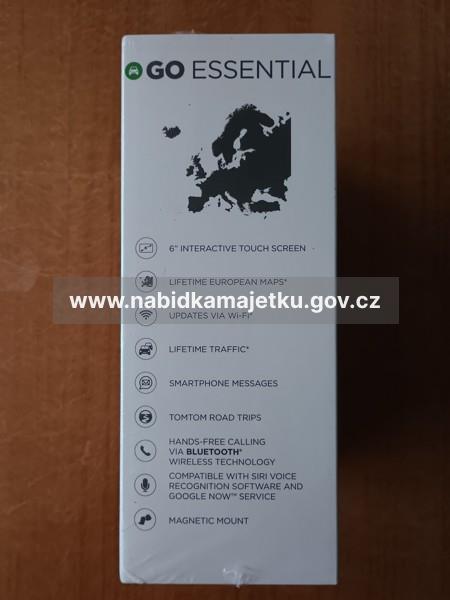 GO ESSENTIAL
6" INTERACTIVE TOUCH SCREEN
LIFETIME EUROPEAN MAPS*
www.nabidkamajetku.gov.cz
UPDATES VIA Wi-Fi®
LIFETIME TRAFFIC*
SMARTPHONE MESSAGES
TOMTOM ROAD TRIPS
HANDS-FREE CALLING
VIA BLUETOOTH®
WIRELESS TECHNOLOGY
COMPATIBLE WITH SIRI VOICE
RECOGNITION SOFTWARE AND
GOOGLE NOW™ SERVICE
MAGNETIC MOUNT